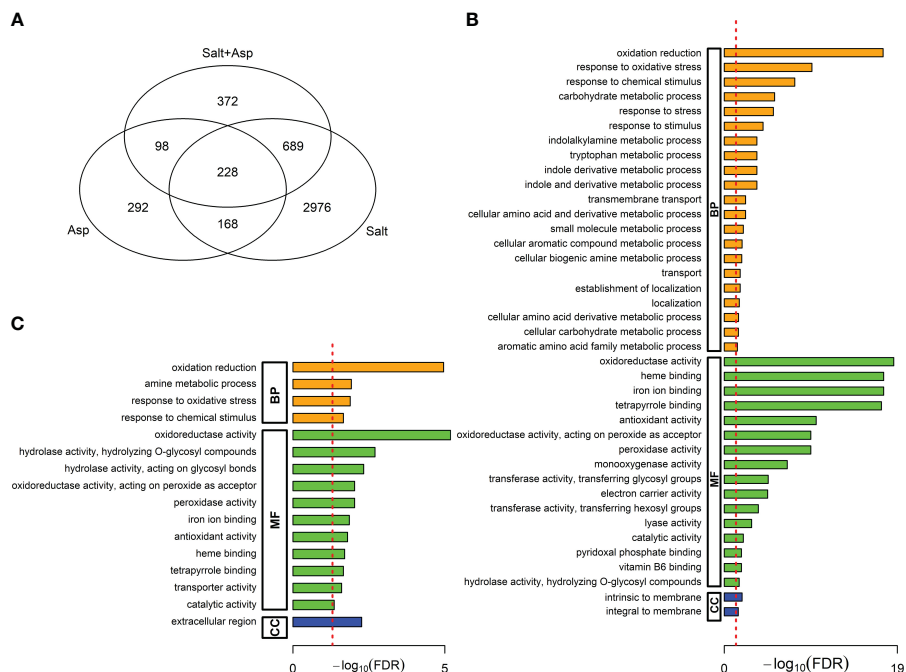 A
Salt+Asp
372
98
689
228
292
2976
168
Asp
Salt
B
oxidation reduction
response to oxidative stress
response to chemical stimulus
carbohydrate metabolic process
response to stress
response to stimulus
indolalkylamine metabolic process
tryptophan metabolic process
indole derivative metabolic process
indole and derivative metabolic process
transmembrane transport
cellular amino acid and derivative metabolic process
small molecule metabolic process
cellular aromatic compound metabolic process
cellular biogenic amine metabolic process
transport
establishment of localization
localization
cellular amino acid derivative metabolic process
cellular carbohydrate metabolic process
aromatic amino acid family metabolic process
BP
oxidoreductase activity
heme binding
iron ion binding
tetrapyrrole binding
antioxidant activity
oxidoreductase activity, acting on peroxide as acceptor
peroxidase activity
monooxygenase activity
transferase activity, transferring glycosyl groups
electron carrier activity
transferase activity, transferring hexosyl groups
lyase activity
catalytic activity
pyridoxal phosphate binding
vitamin B6 binding
hydrolase activity, hydrolyzing O-glycosyl compounds
MF
intrinsic to membrane
integral to membrane
CC
0
−log10(FDR)
19
C
oxidation reduction
amine metabolic process
response to oxidative stress
response to chemical stimulus
BP
oxidoreductase activity
hydrolase activity, hydrolyzing O-glycosyl compounds
hydrolase activity, acting on glycosyl bonds
oxidoreductase activity, acting on peroxide as acceptor
peroxidase activity
iron ion binding
antioxidant activity
heme binding
tetrapyrrole binding
transporter activity
catalytic activity
MF
extracellular region
CC
0
−log10(FDR)
5